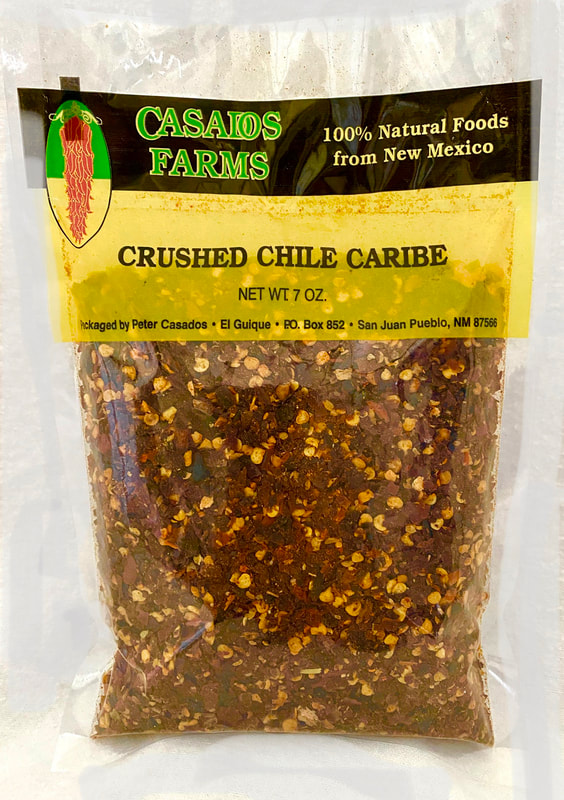 CASADOS
FARMS
100% Natural Foods
from New Mexico
CRUSHED CHILE CARIBE
NET WT. 7 OZ.
ckaged by Peter Casados • El Guique • P.O. Box 852 • San Juan Pueblo, NM 87566